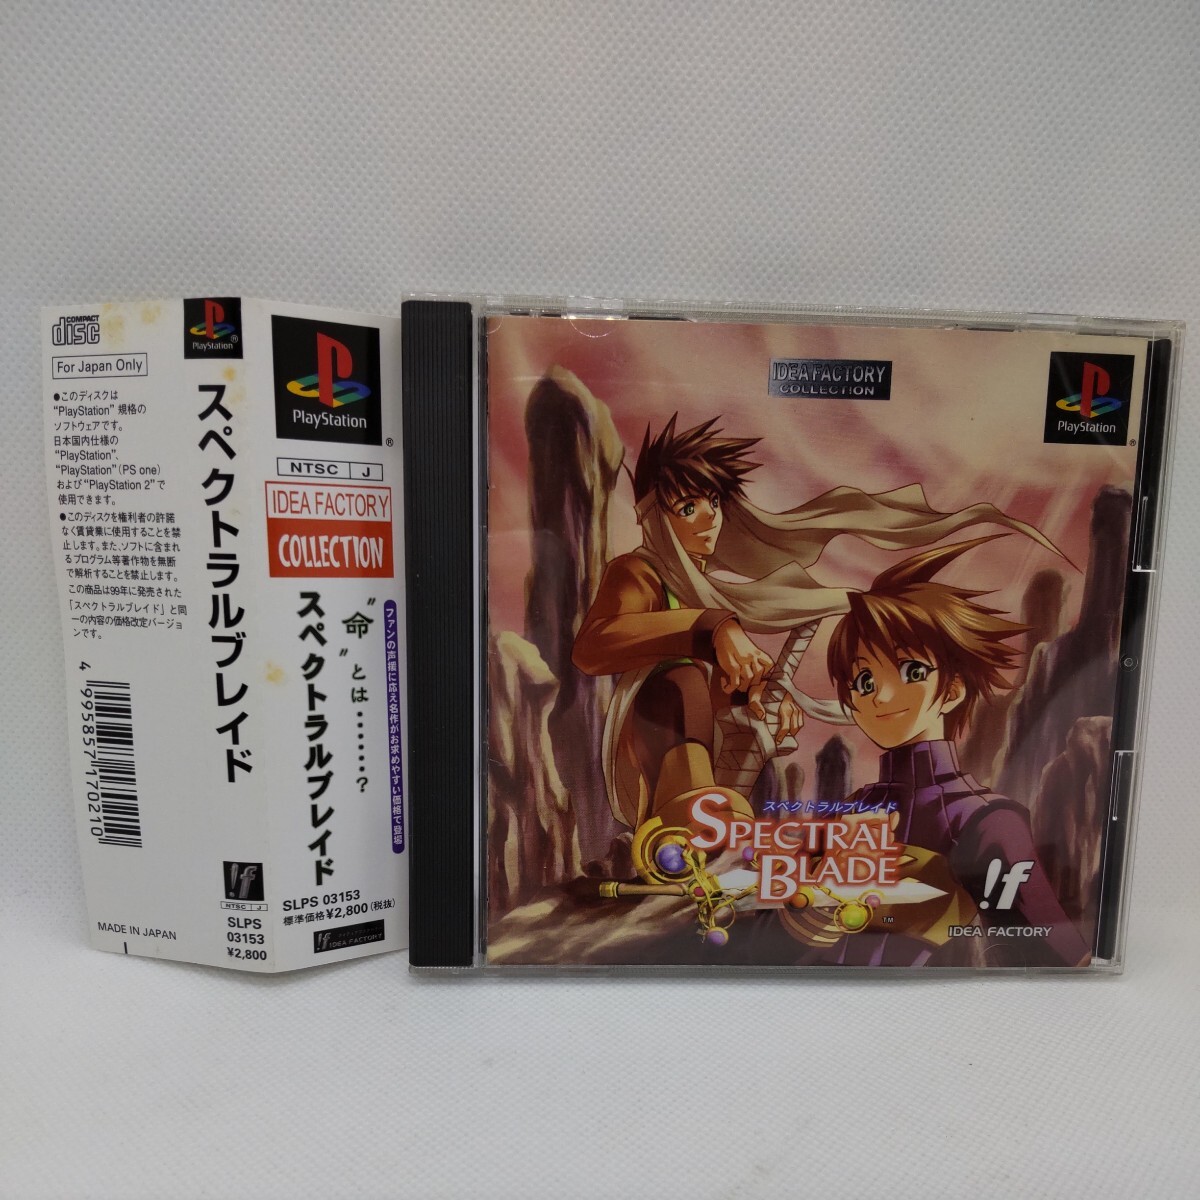 COMPACT
disc
For Japan Only
●このディスクは
"PlayStation" 規格の
ソフトウェアです。
日本国内仕様の
"PlayStation"、
"PlayStation" (PS one)
および"PlayStation 2"で
使用できます。
●このディスクを権利者の許諾
なく賃貸業に使用することを禁
止します。また、ソフトに含まれ
るプログラム等著作物を無断
で解析することを禁止します。
この商品は99年に発売された
「スペクトラルブレイド」と同
一の内容の価格改定バージョ
ンです。
4995857170210
MADE IN JAPAN
PlayStation
スペクトラルブレイド
!f
NTSC J
SLPS
03153
¥2,800
PlayStation
NTSC J
IDEA FACTORY
COLLECTION
ファンの声援に応え名作がお求めやすい価格で登場
"命"とは……?
スペクトラルブレイド
SLPS 03153
標準価格¥2,800(税抜)
!f IDEA FACTORY
IDEA FACTORY
COLLECTION
PlayStation
スペクトラルブレイド
SPECTRAL
BLADE
TM
!f
IDEA FACTORY